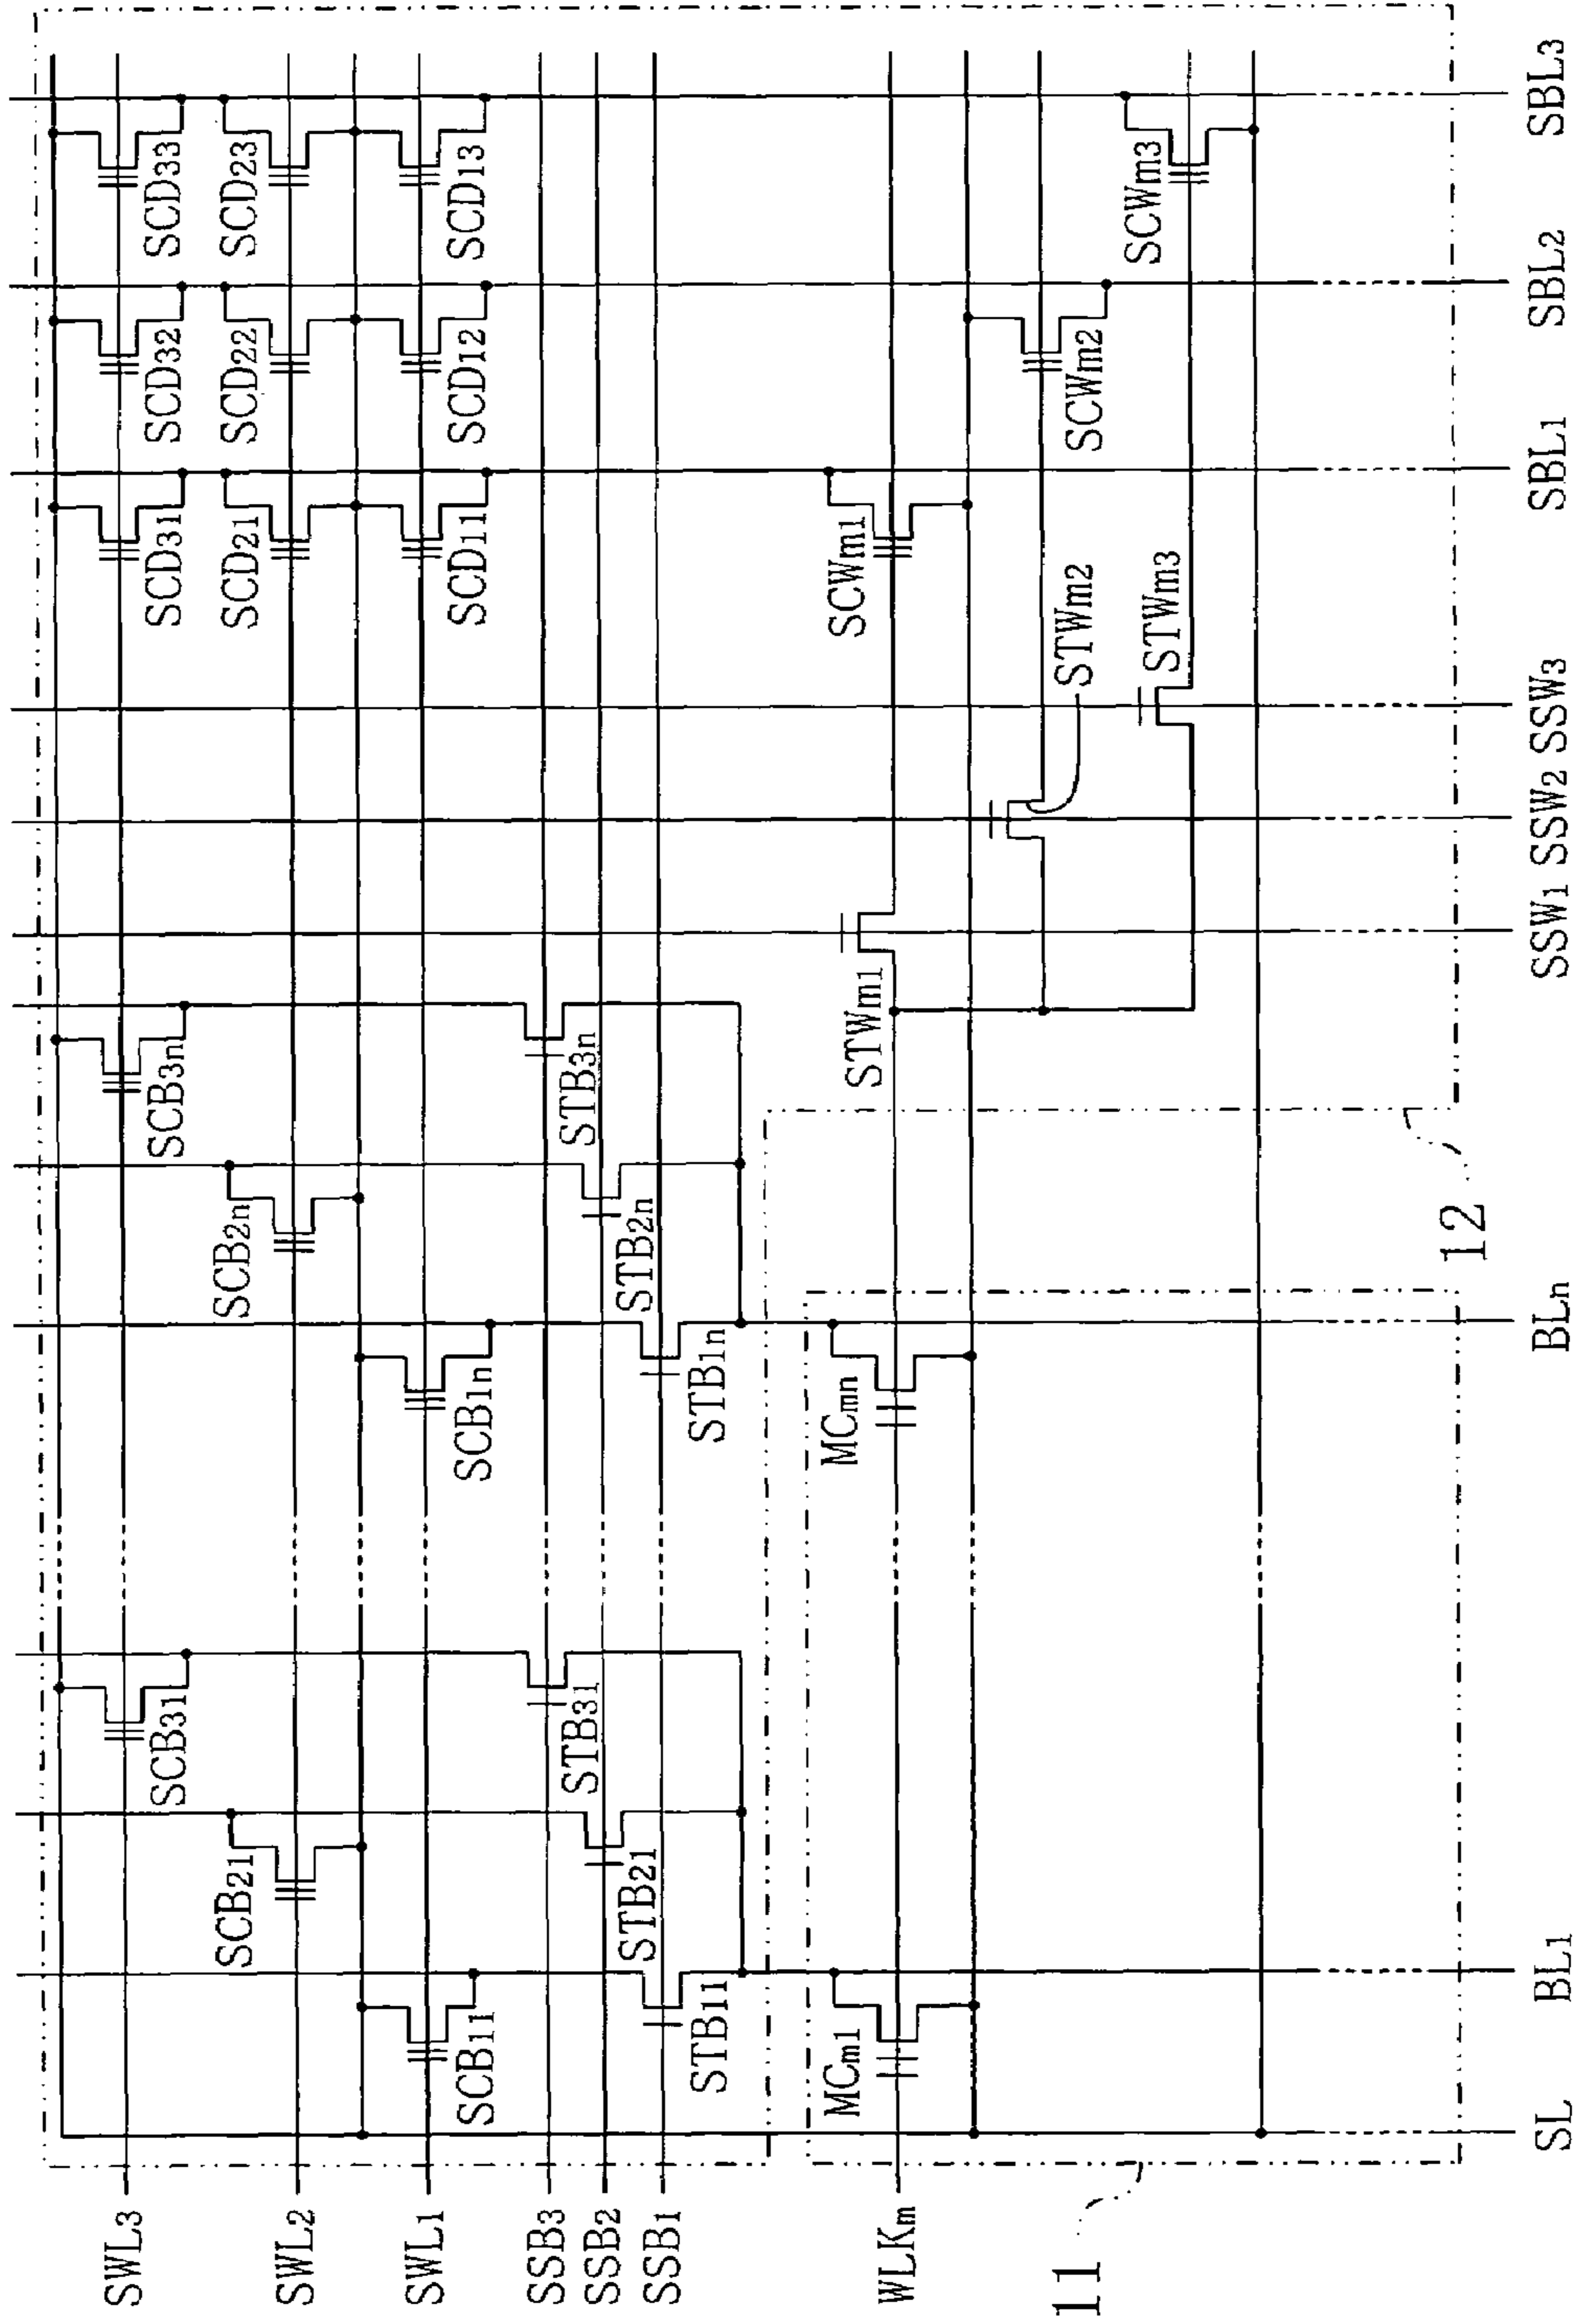 SWL3
SWL2
SWL1
SSB3
SSB2
SSB1
WLKm
11
SCB31
SCB21
SCB11
STB31
STB21
STB11
MCm1
SCB3n
SCB2n
SCB1n
STB3n
STB2n
STB1n
MCmn
12
STWm1
STWm2
STWm3
SCD31
SCD32
SCD33
SCD21
SCD22
SCD23
SCD11
SCD12
SCD13
SCWm1
SCWm2
SCWm3
SL
BL1
BLn
SSW1
SSW2
SSW3
SBL1
SBL2
SBL3